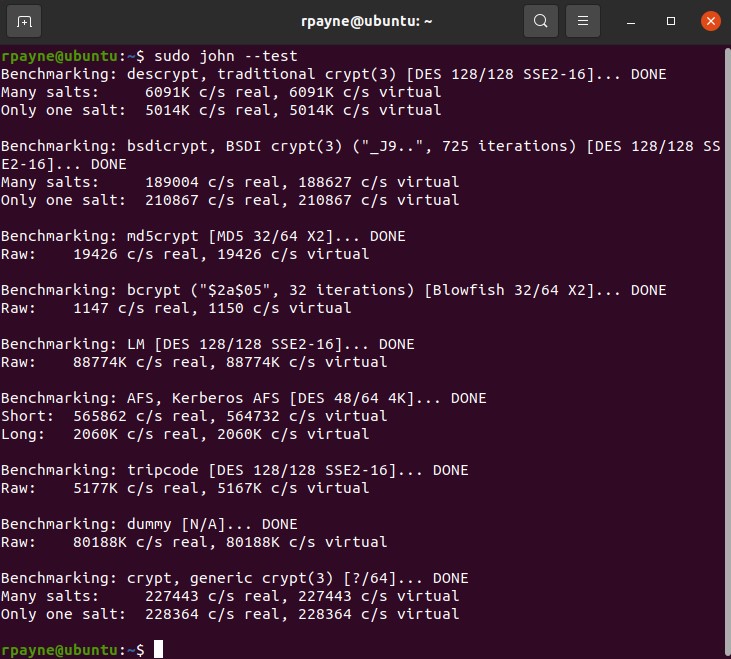 rpayne@ubuntu: ~
rpayne@ubuntu:~$ sudo john --test
Benchmarking: descrypt, traditional crypt(3) [DES 128/128 SSE2-16]... DONE
Many salts:     6091K c/s real, 6091K c/s virtual
Only one salt:  5014K c/s real, 5014K c/s virtual

Benchmarking: bsdicrypt, BSDI crypt(3) ("_J9..", 725 iterations) [DES 128/128 SS
E2-16]... DONE
Many salts:     189004 c/s real, 188627 c/s virtual
Only one salt:  210867 c/s real, 210867 c/s virtual

Benchmarking: md5crypt [MD5 32/64 X2]... DONE
Raw:    19426 c/s real, 19426 c/s virtual

Benchmarking: bcrypt ("$2a$05", 32 iterations) [Blowfish 32/64 X2]... DONE
Raw:    1147 c/s real, 1150 c/s virtual

Benchmarking: LM [DES 128/128 SSE2-16]... DONE
Raw:    88774K c/s real, 88774K c/s virtual

Benchmarking: AFS, Kerberos AFS [DES 48/64 4K]... DONE
Short:  565862 c/s real, 564732 c/s virtual
Long:   2060K c/s real, 2060K c/s virtual

Benchmarking: tripcode [DES 128/128 SSE2-16]... DONE
Raw:    5177K c/s real, 5167K c/s virtual

Benchmarking: dummy [N/A]... DONE
Raw:    80188K c/s real, 80188K c/s virtual

Benchmarking: crypt, generic crypt(3) [?/64]... DONE
Many salts:     227443 c/s real, 227443 c/s virtual
Only one salt:  228364 c/s real, 228364 c/s virtual

rpayne@ubuntu:~$